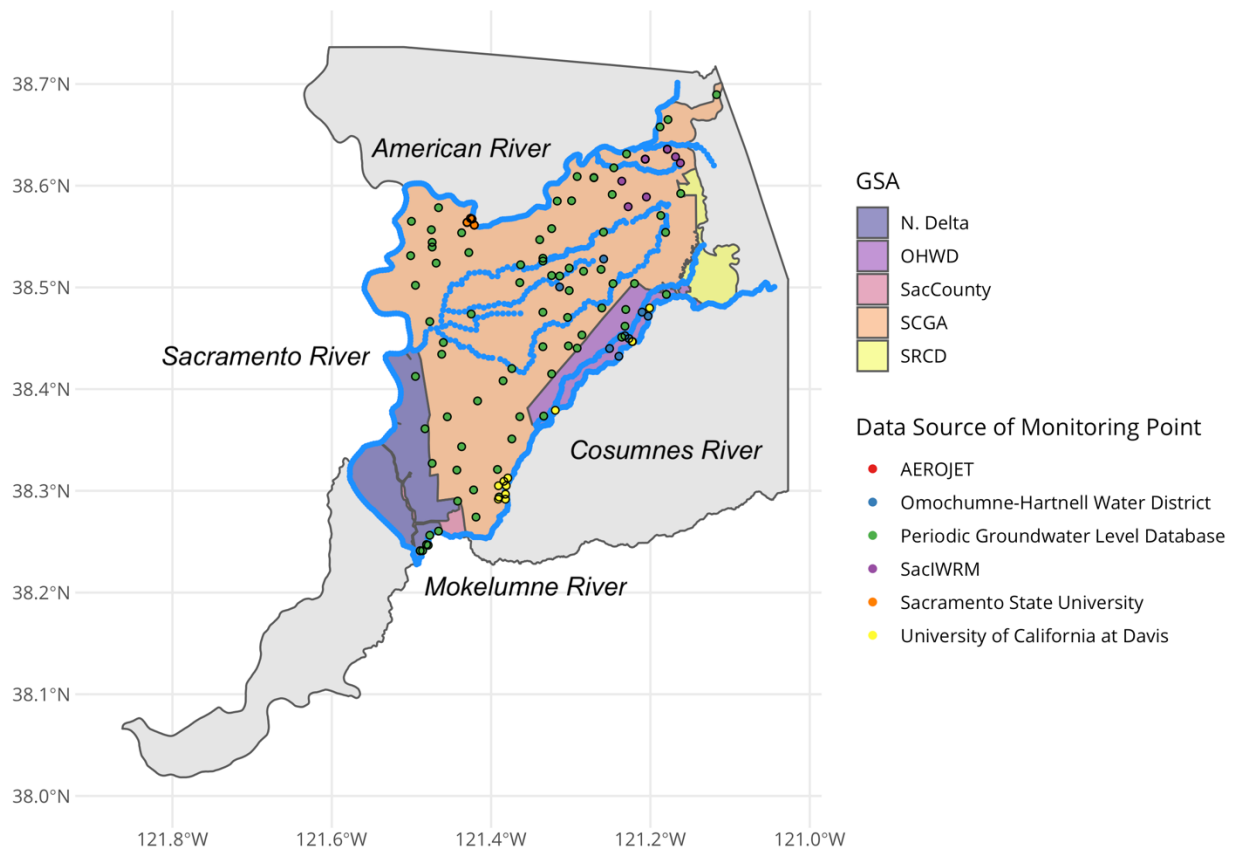 38.7°N
38.6°N
38.5°N
38.4°N
38.3°N
38.2°N
38.1°N
38.0°N
121.8°W
121.6°W
121.4°W
121.2°W
121.0°W
American River
Sacramento River
Cosumnes River
Mokelumne River
GSA
N. Delta
OHWD
SacCounty
SCGA
SRCD
Data Source of Monitoring Point
AEROJET
Omochumne-Hartnell Water District
Periodic Groundwater Level Database
SacIWRM
Sacramento State University
University of California at Davis